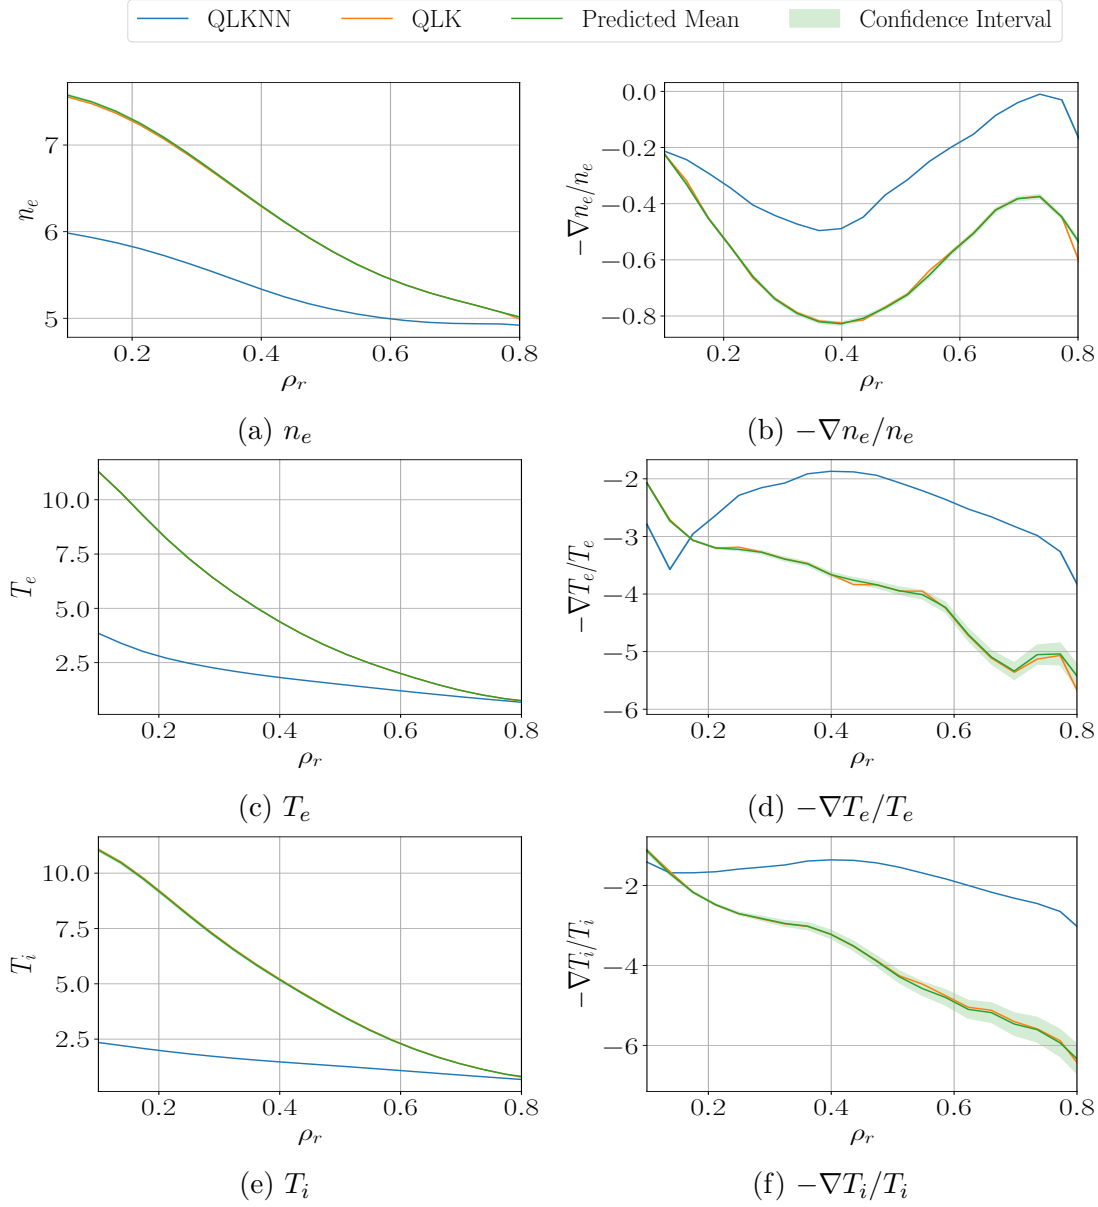 QLKNN QLK Predicted Mean Confidence Interval
7
6
5
n_e
0.2 0.4 0.6 0.8
ρ_r
(a) n_e
0.0
−0.2
−0.4
−0.6
−0.8
−∇n_e/n_e
0.2 0.4 0.6 0.8
ρ_r
(b) −∇n_e/n_e
10.0
7.5
5.0
2.5
T_e
0.2 0.4 0.6 0.8
ρ_r
(c) T_e
−2
−3
−4
−5
−6
−∇T_e/T_e
0.2 0.4 0.6 0.8
ρ_r
(d) −∇T_e/T_e
10.0
7.5
5.0
2.5
T_i
0.2 0.4 0.6 0.8
ρ_r
(e) T_i
−2
−4
−6
−∇T_i/T_i
0.2 0.4 0.6 0.8
ρ_r
(f) −∇T_i/T_i